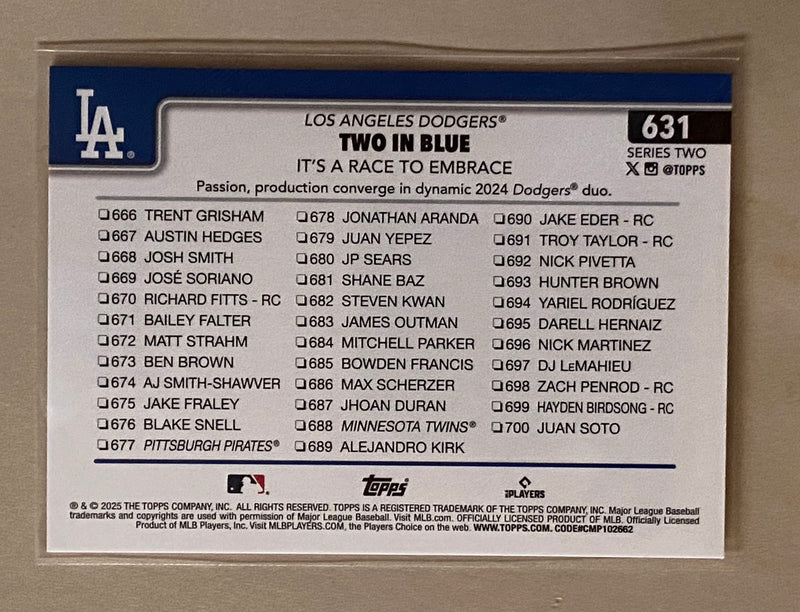 LA®
LOS ANGELES DODGERS®
TWO IN BLUE
IT'S A RACE TO EMBRACE
Passion, production converge in dynamic 2024 Dodgers® duo.
631
SERIES TWO
X @TOPPS
❏666 TRENT GRISHAM
❏667 AUSTIN HEDGES
❏668 JOSH SMITH
❏669 JOSÉ SORIANO
❏670 RICHARD FITTS - RC
❏671 BAILEY FALTER
❏672 MATT STRAHM
❏673 BEN BROWN
❏674 AJ SMITH-SHAWVER
❏675 JAKE FRALEY
❏676 BLAKE SNELL
❏677 PITTSBURGH PIRATES®
❏678 JONATHAN ARANDA
❏679 JUAN YEPEZ
❏680 JP SEARS
❏681 SHANE BAZ
❏682 STEVEN KWAN
❏683 JAMES OUTMAN
❏684 MITCHELL PARKER
❏685 BOWDEN FRANCIS
❏686 MAX SCHERZER
❏687 JHOAN DURAN
❏688 MINNESOTA TWINS®
❏689 ALEJANDRO KIRK
❏690 JAKE EDER - RC
❏691 TROY TAYLOR - RC
❏692 NICK PIVETTA
❏693 HUNTER BROWN
❏694 YARIEL RODRÍGUEZ
❏695 DARELL HERNAIZ
❏696 NICK MARTINEZ
❏697 DJ LEMAHIEU
❏698 ZACH PENROD - RC
❏699 HAYDEN BIRDSONG - RC
❏700 JUAN SOTO
Topps
PLAYERS
® & © 2025 THE TOPPS COMPANY, INC. ALL RIGHTS RESERVED. TOPPS IS A REGISTERED TRADEMARK OF THE TOPPS COMPANY, INC. Major League Baseball
trademarks and copyrights are used with permission of Major League Baseball. Visit MLB.com. OFFICIALLY LICENSED PRODUCT OF MLB. Officially Licensed
Product of MLB Players, Inc. Visit MLBPLAYERS.COM, the Players Choice on the web. WWW.TOPPS.COM. CODE#CMP102662